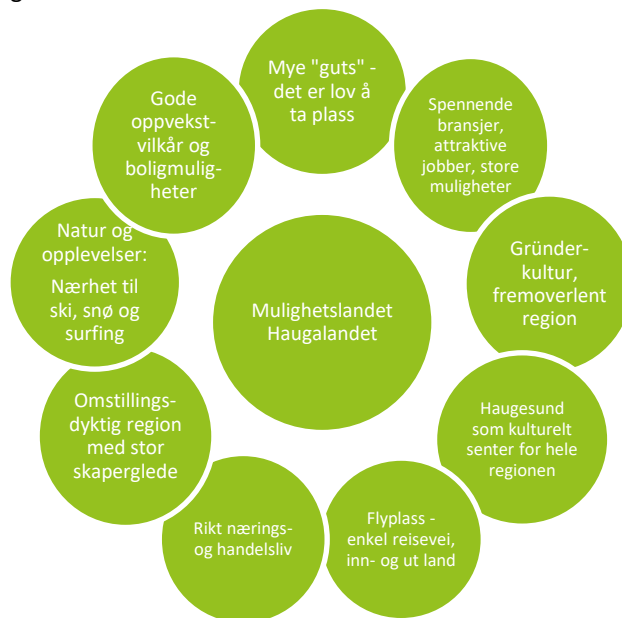 Mye "guts" -
det er lov å
ta plass
Spennende
bransjer,
attraktive
jobber, store
muligheter
Gründer-
kultur,
fremoverlent
region
Haugesund
som kulturelt
senter for hele
regionen
Flyplass -
enkel reisevei,
inn- og ut land
Rikt nærings-
og handelsliv
Omstillings-
dyktig region
med stor
skaperglede
Natur og
opplevelser:
Nærhet til
ski, snø og
surfing
Gode
oppvekst-
vilkår og
boligmulig-
heter
Mulighetslandet
Haugalandet